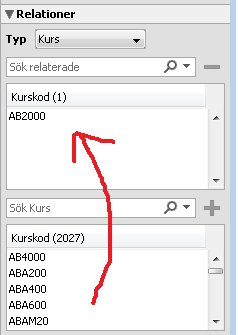 Relationer
Typ Kurs
Sök relaterade
Kurskod (1)
AB2000
Sök Kurs
Kurskod (2027)
AB4000
ABA200
ABA400
ABA600
ABAM20